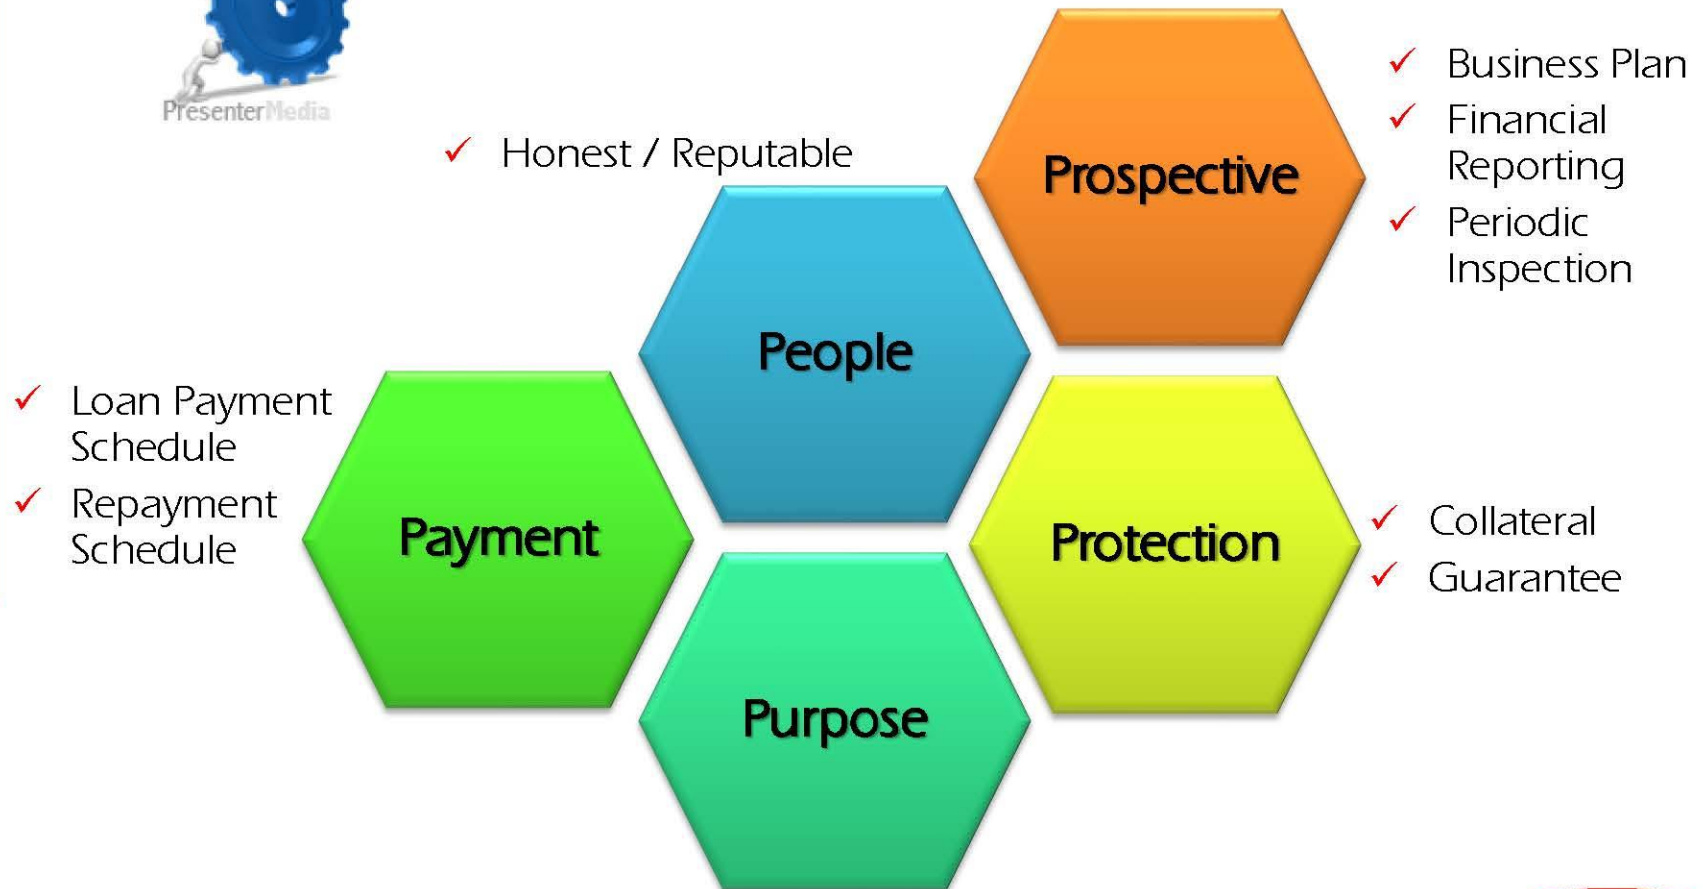 PresenterMedia
Honest / Reputable
Prospective
Business Plan
Financial
Reporting
Periodic
Inspection
People
Loan Payment
Schedule
Repayment
Schedule
Payment
Protection
Collateral
Guarantee
Purpose